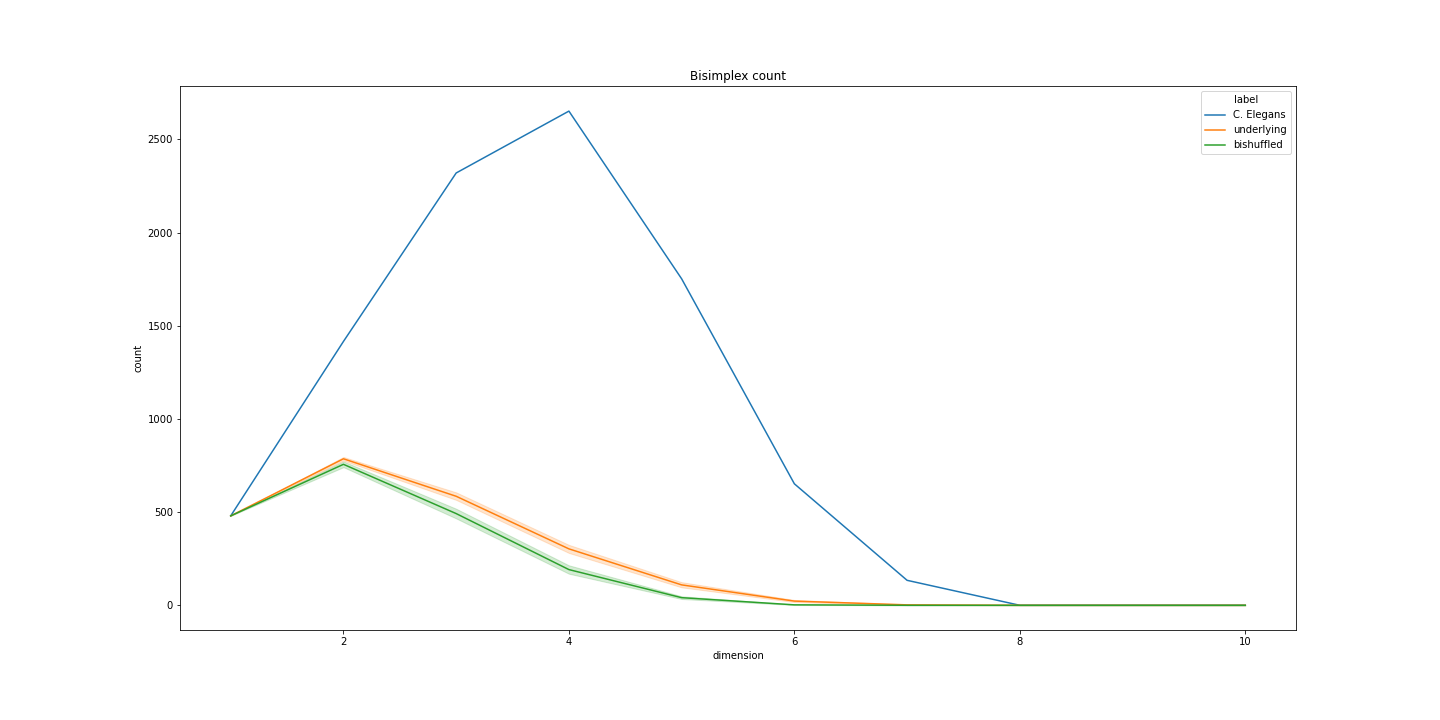 Bisimplex count
label
C. Elegans
underlying
bishuffled
2500
2000
1500
1000
500
0
count
2 4 6 8 10
dimension